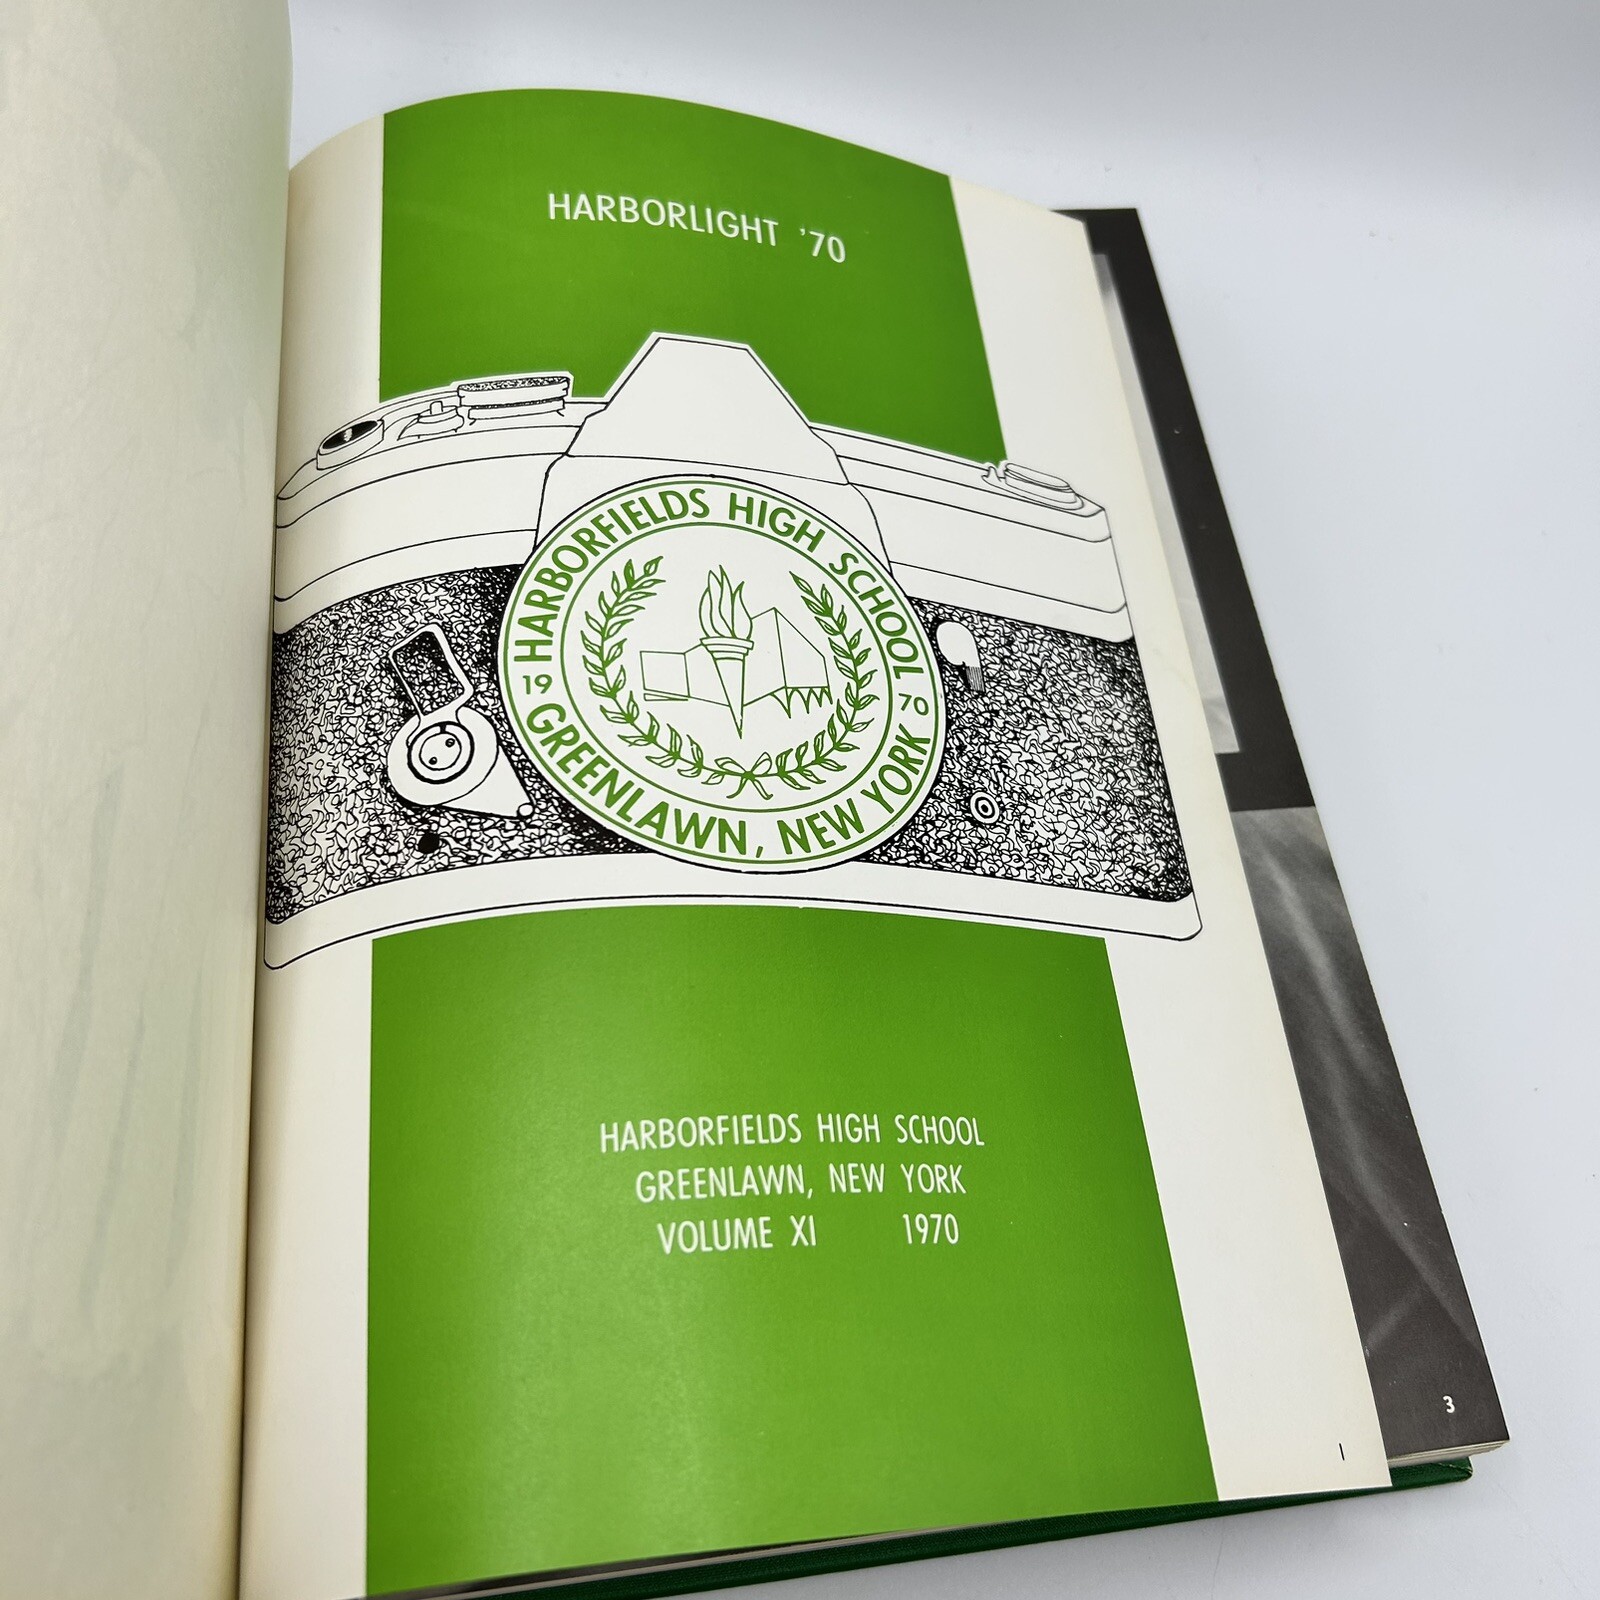 HARBORLIGHT '70
HARBORFIELDS HIGH SCHOOL
19 70
GREENLAWN, NEW YORK
HARBORFIELDS HIGH SCHOOL
GREENLAWN, NEW YORK
VOLUME XI 1970
1
3